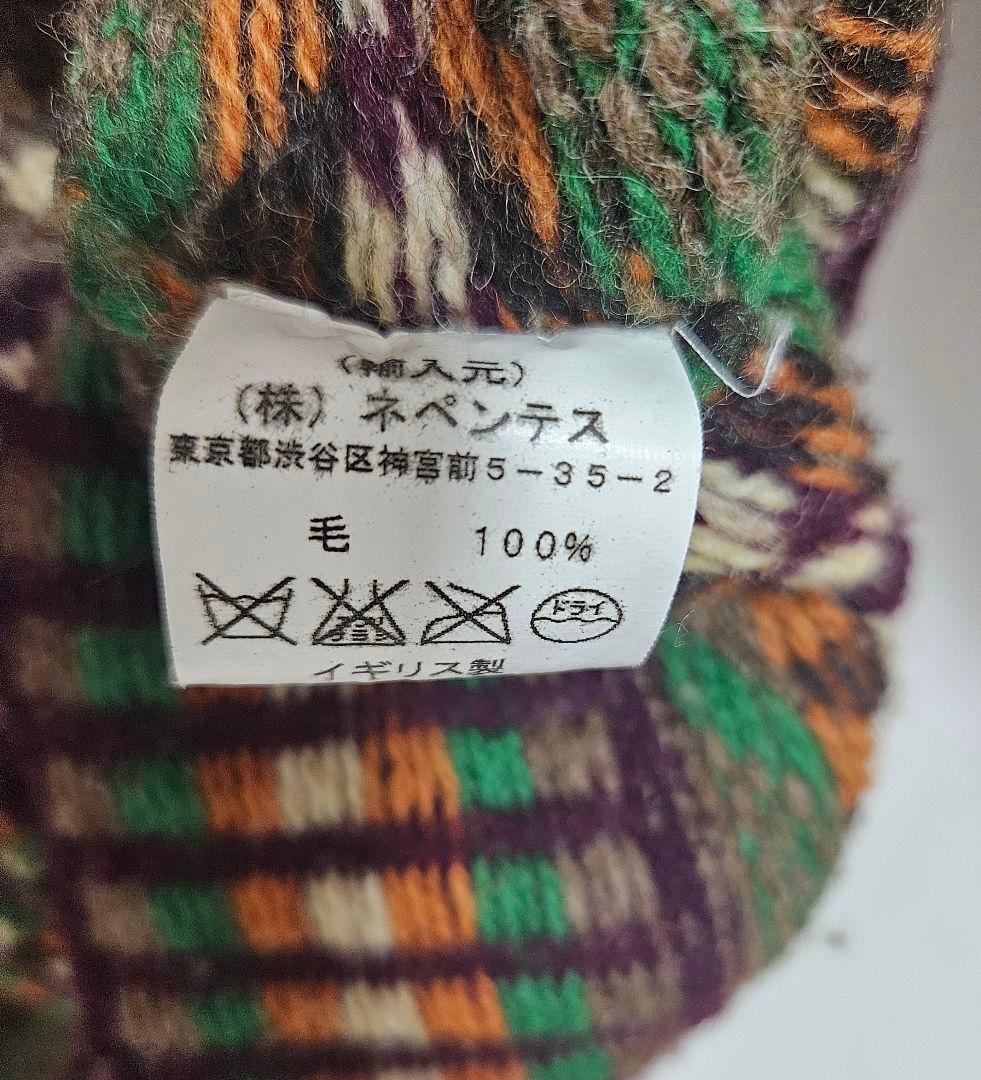 (輸入元)
(株) ネペンテス
東京都渋谷区神宮前5−35−2
毛 100%
ドライ
イギリス製